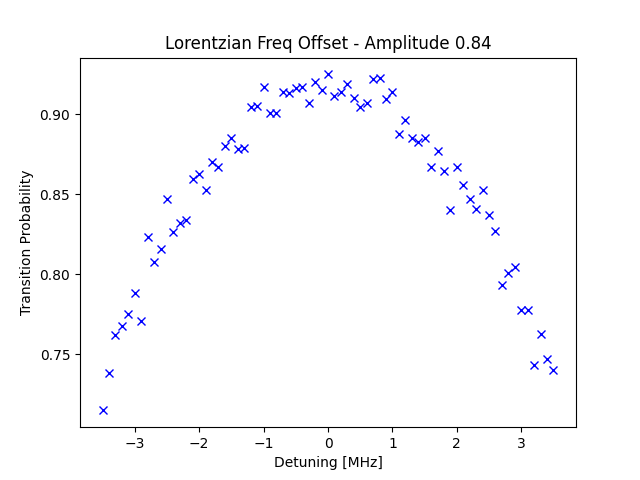 Lorentzian Freq Offset - Amplitude 0.84
Transition Probability
0.90
0.85
0.80
0.75
−3 −2 −1 0 1 2 3
Detuning [MHz]